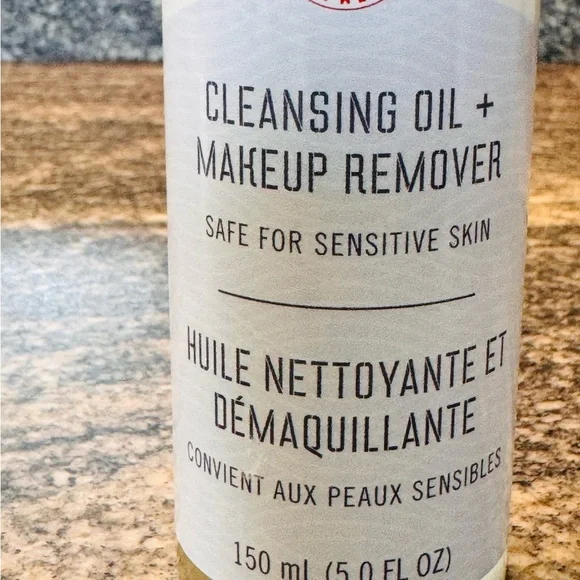 CLEANSING OIL +
MAKEUP REMOVER
SAFE FOR SENSITIVE SKIN
HUILE NETTOYANTE ET
DÉMAQUILLANTE
CONVIENT AUX PEAUX SENSIBLES
150 mL (5.0 FL OZ)